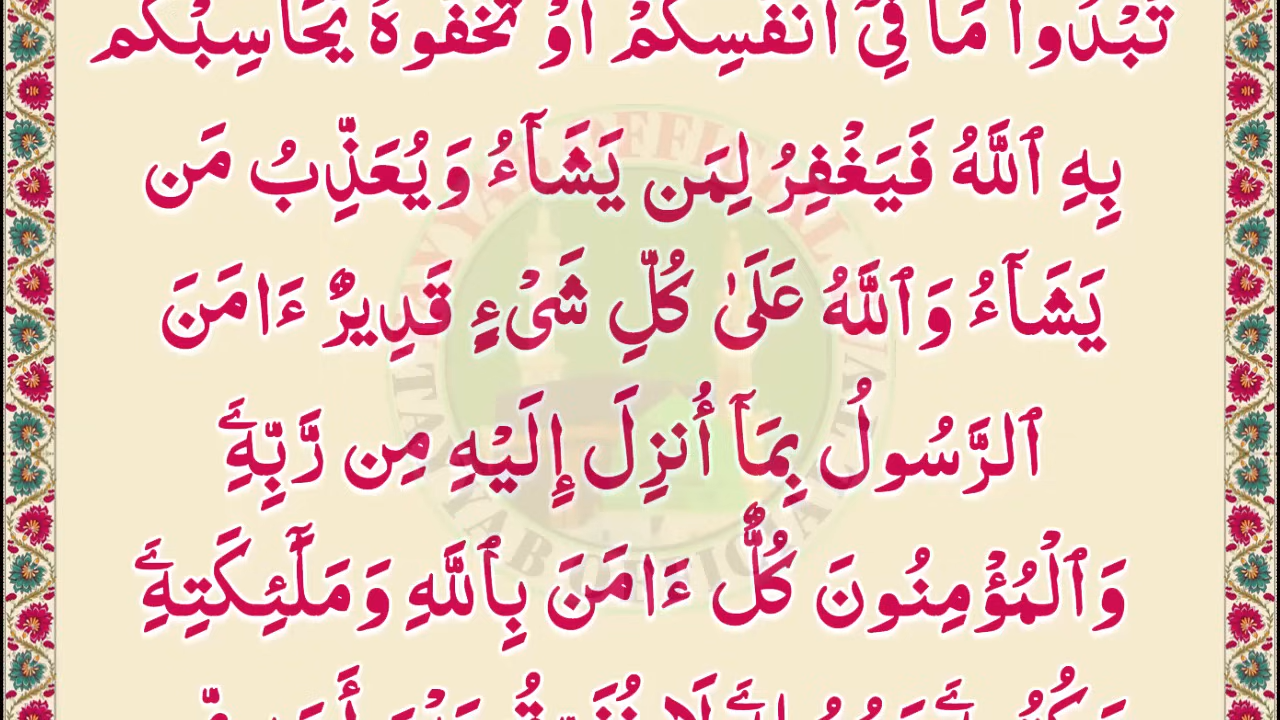 تُبْدُوا۟ مَا فِىٓ أَنفُسِكُمْ أَوْ تُخْفُوهُ يُحَاسِبْكُم
بِهِ ٱللَّهُ فَيَغْفِرُ لِمَن يَشَآءُ وَيُعَذِّبُ مَن
يَشَآءُ وَٱللَّهُ عَلَىٰ كُلِّ شَىْءٍ قَدِيرٌ ءَامَنَ
ٱلرَّسُولُ بِمَآ أُنزِلَ إِلَيْهِ مِن رَّبِّهِۦ
وَٱلْمُؤْمِنُونَ كُلٌّ ءَامَنَ بِٱللَّهِ وَمَلَٰٓئِكَتِهِۦ